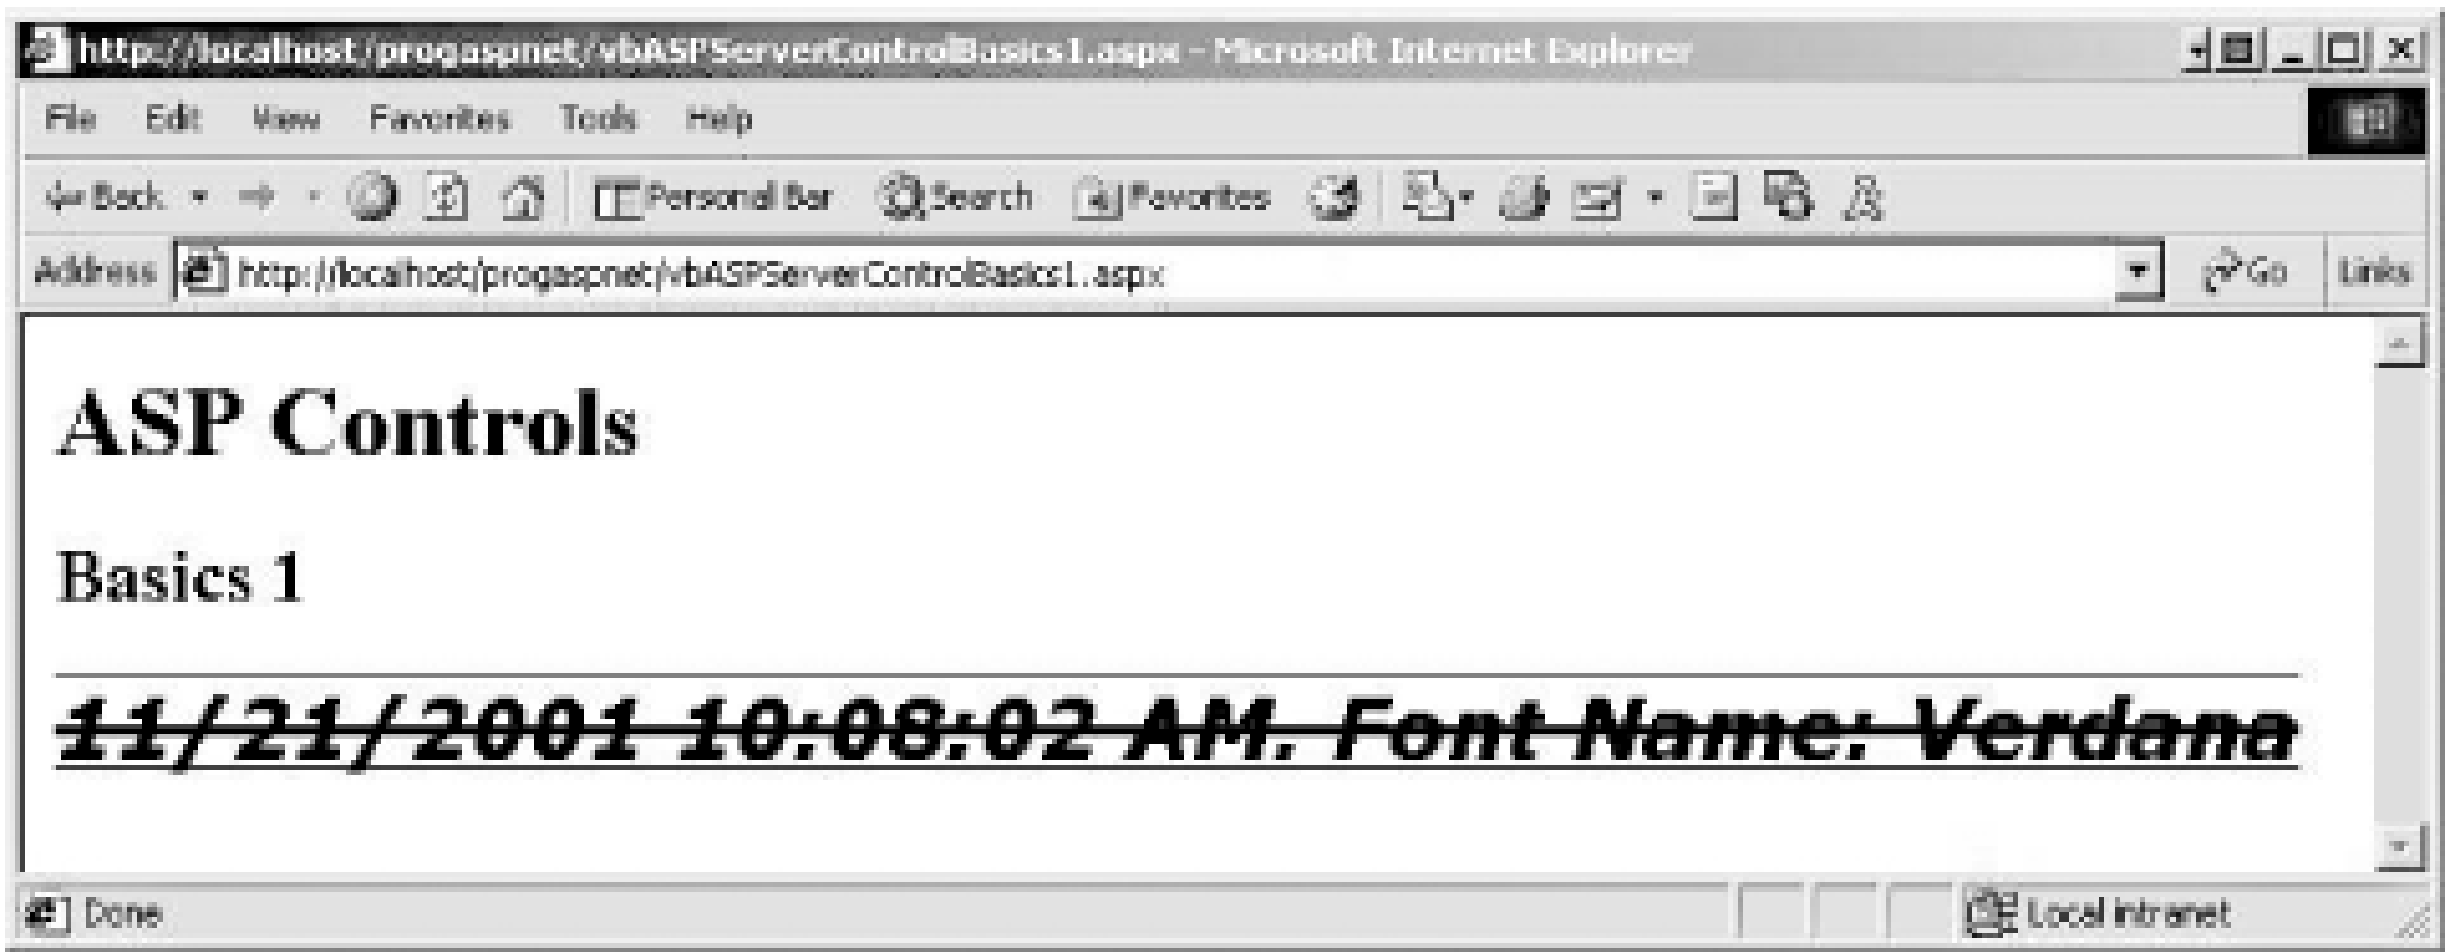 http://localhost/progaspnet/vbASPServerControlBasics1.aspx - Microsoft Internet Explorer
File Edit View Favorites Tools Help
Back Personal Bar Search Favorites
Address http://localhost/progaspnet/vbASPServerControlBasics1.aspx Go Links
ASP Controls
Basics 1
11/21/2001 10:08:02 AM. Font Name: Verdana
Done Local intranet